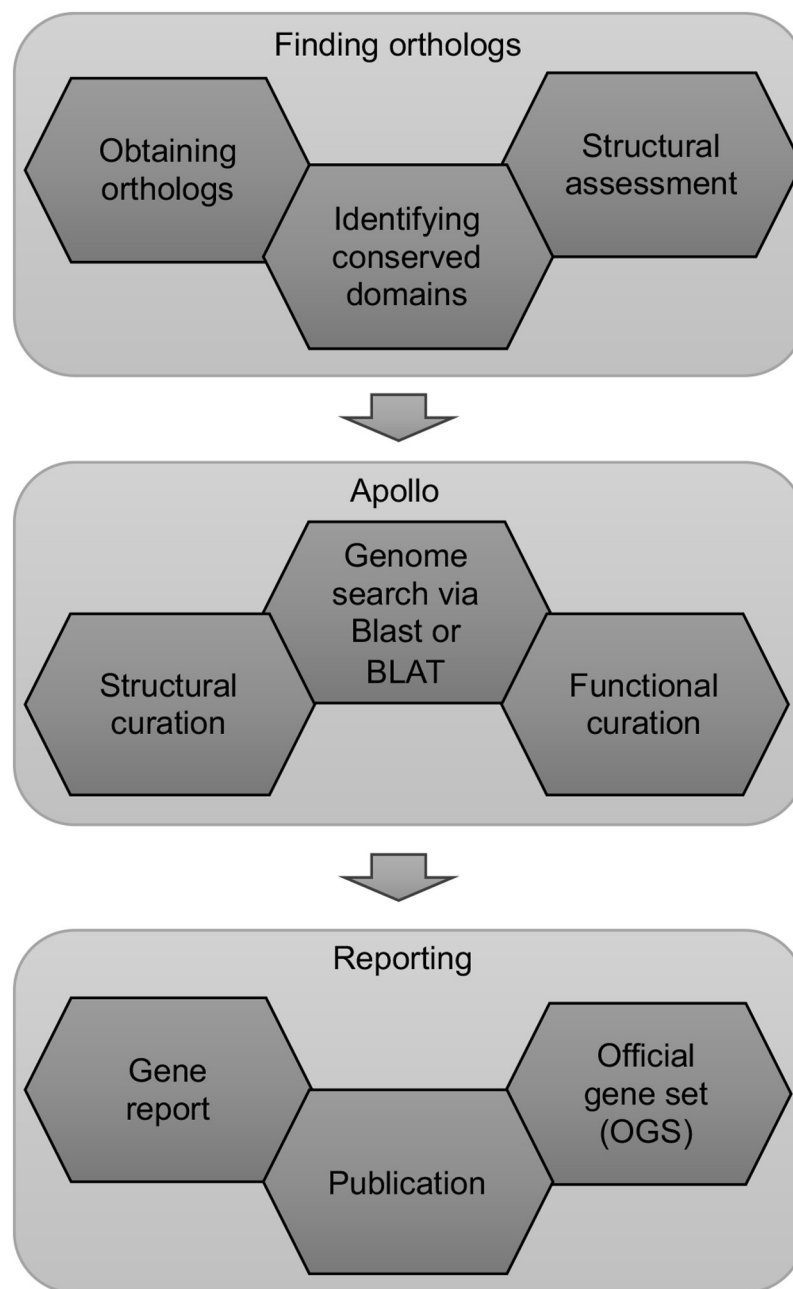 Finding orthologs
Obtaining
orthologs
Identifying
conserved
domains
Structural
assessment
Apollo
Structural
curation
Genome
search via
Blast or
BLAT
Functional
curation
Reporting
Gene
report
Publication
Official
gene set
(OGS)